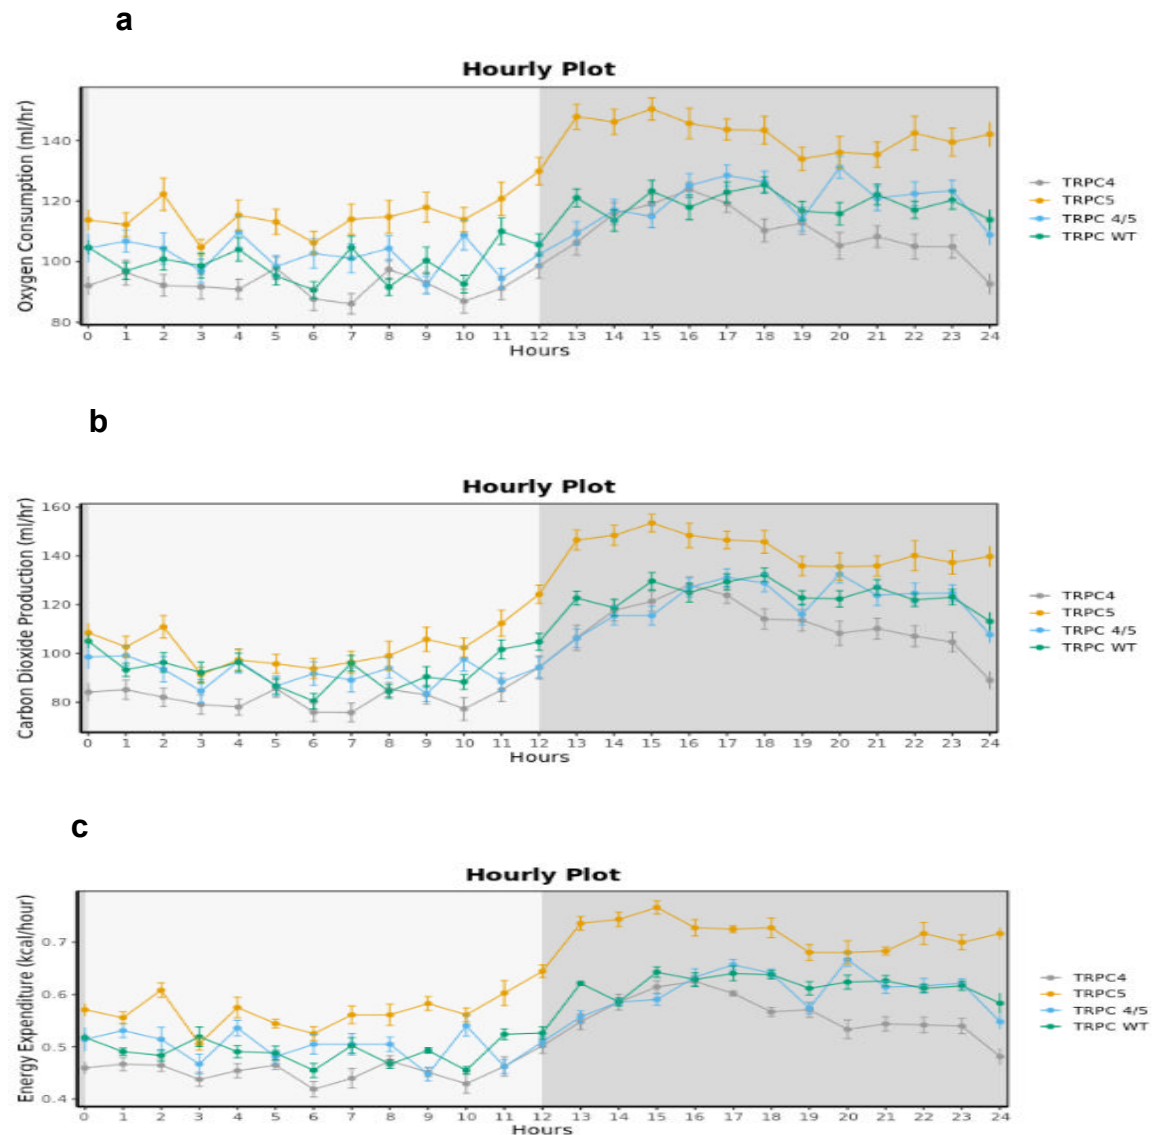 a
Hourly Plot
Oxygen Consumption (ml/hr)
140
120
100
80
0 1 2 3 4 5 6 7 8 9 10 11 12 13 14 15 16 17 18 19 20 21 22 23 24
Hours
TRPC4
TRPC5
TRPC 4/5
TRPC WT
b
Hourly Plot
Carbon Dioxide Production (ml/hr)
160
140
120
100
80
0 1 2 3 4 5 6 7 8 9 10 11 12 13 14 15 16 17 18 19 20 21 22 23 24
Hours
TRPC4
TRPC5
TRPC 4/5
TRPC WT
c
Hourly Plot
Energy Expenditure (kcal/hour)
0.7
0.6
0.5
0.4
0 1 2 3 4 5 6 7 8 9 10 11 12 13 14 15 16 17 18 19 20 21 22 23 24
Hours
TRPC4
TRPC5
TRPC 4/5
TRPC WT